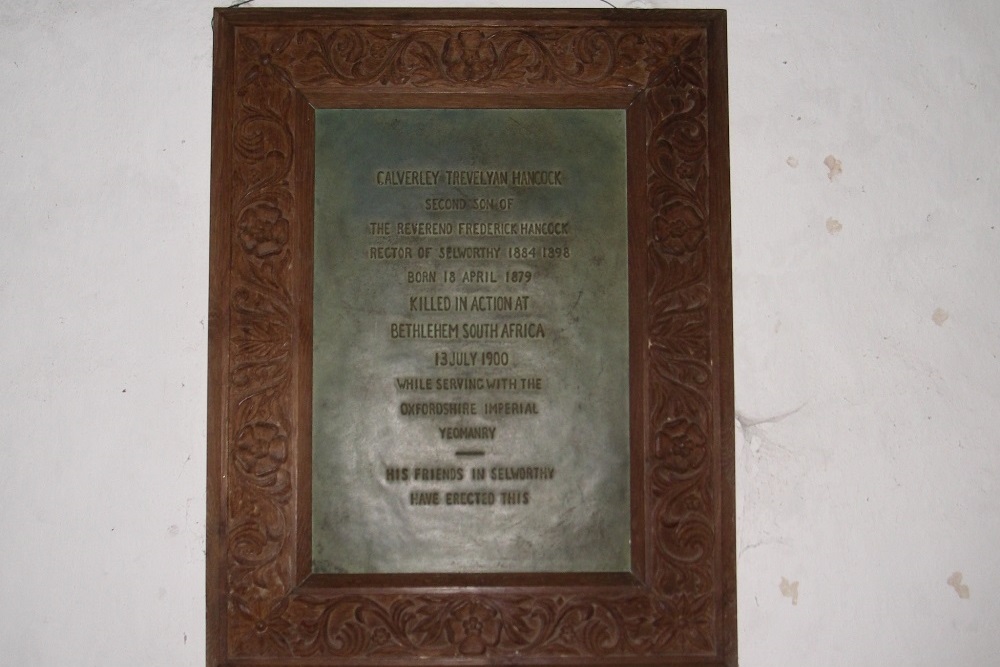 CALVERLEY TREVELYAN HANCOCK
SECOND SON OF
THE REVEREND FREDERICK HANCOCK
RECTOR OF SELWORTHY 1884-1898
BORN 18 APRIL 1879
KILLED IN ACTION AT
BETHLEHEM SOUTH AFRICA
13 JULY 1900
WHILE SERVING WITH THE
OXFORDSHIRE IMPERIAL
YEOMANRY
HIS FRIENDS IN SELWORTHY
HAVE ERECTED THIS